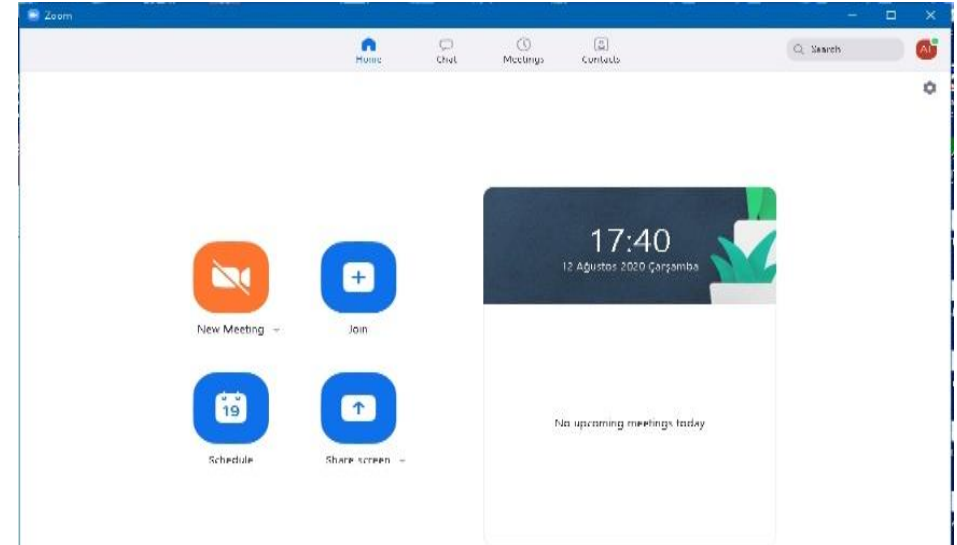 Zoom
Home
Chat
Meetings
Contacts
Search
AI
17:40
12 Ağustos 2020 Çarşamba
New Meeting
Join
19
Schedule
Share screen
No upcoming meetings today